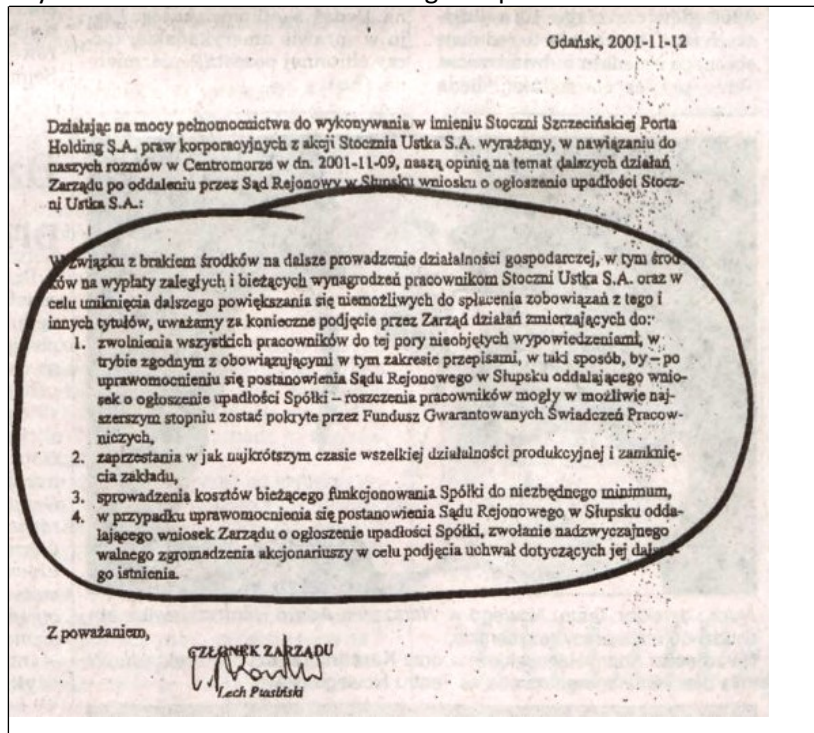 Gdańsk, 2001-11-12
Działając na mocy pełnomocnictwa do wykonywania w imieniu Stoczni Szczecińskiej Porta
Holding S.A. praw korporacyjnych z akcji Stocznia Ustka S.A. wyrażamy, w nawiązaniu do
naszych rozmów w Centromorze w dn. 2001-11-09, naszą opinię na temat dalszych działań
Zarządu po oddaleniu przez Sąd Rejonowy w Słupsku wniosku o ogłoszenie upadłości Stocz-
ni Ustka S.A.:
W związku z brakiem środków na dalsze prowadzenie działalności gospodarczej, w tym środ
ków na wypłaty zaległych i bieżących wynagrodzeń pracownikom Stoczni Ustka S.A. oraz w
celu uniknięcia dalszego powiększania się niemożliwych do spłacenia zobowiązań z tego i
innych tytułów, uważamy za konieczne podjęcie przez Zarząd działań zmierzających do:
1. zwolnienia wszystkich pracowników do tej pory nieobjętych wypowiedzeniami, w
trybie zgodnym z obowiązującymi w tym zakresie przepisami, w taki sposób, by – po
uprawomocnieniu się postanowienia Sądu Rejonowego w Słupsku oddalającego wnio-
sek o ogłoszenie upadłości Spółki – roszczenia pracowników mogły w możliwie naj-
szerszym stopniu zostać pokryte przez Fundusz Gwarantowanych Świadczeń Pracow-
niczych,
2. zaprzestania w jak najkrótszym czasie wszelkiej działalności produkcyjnej i zamknię-
cia zakładu,
3. sprowadzenia kosztów bieżącego funkcjonowania Spółki do niezbędnego minimum,
4. w przypadku uprawomocnienia się postanowienia Sądu Rejonowego w Słupsku odda-
lającego wniosek Zarządu o ogłoszenie upadłości Spółki, zwołanie nadzwyczajnego
walnego zgromadzenia akcjonariuszy w celu podjęcia uchwał dotyczących jej dalsze-
go istnienia.
Z poważaniem,
CZŁONEK ZARZĄDU
Lech Ptasiński